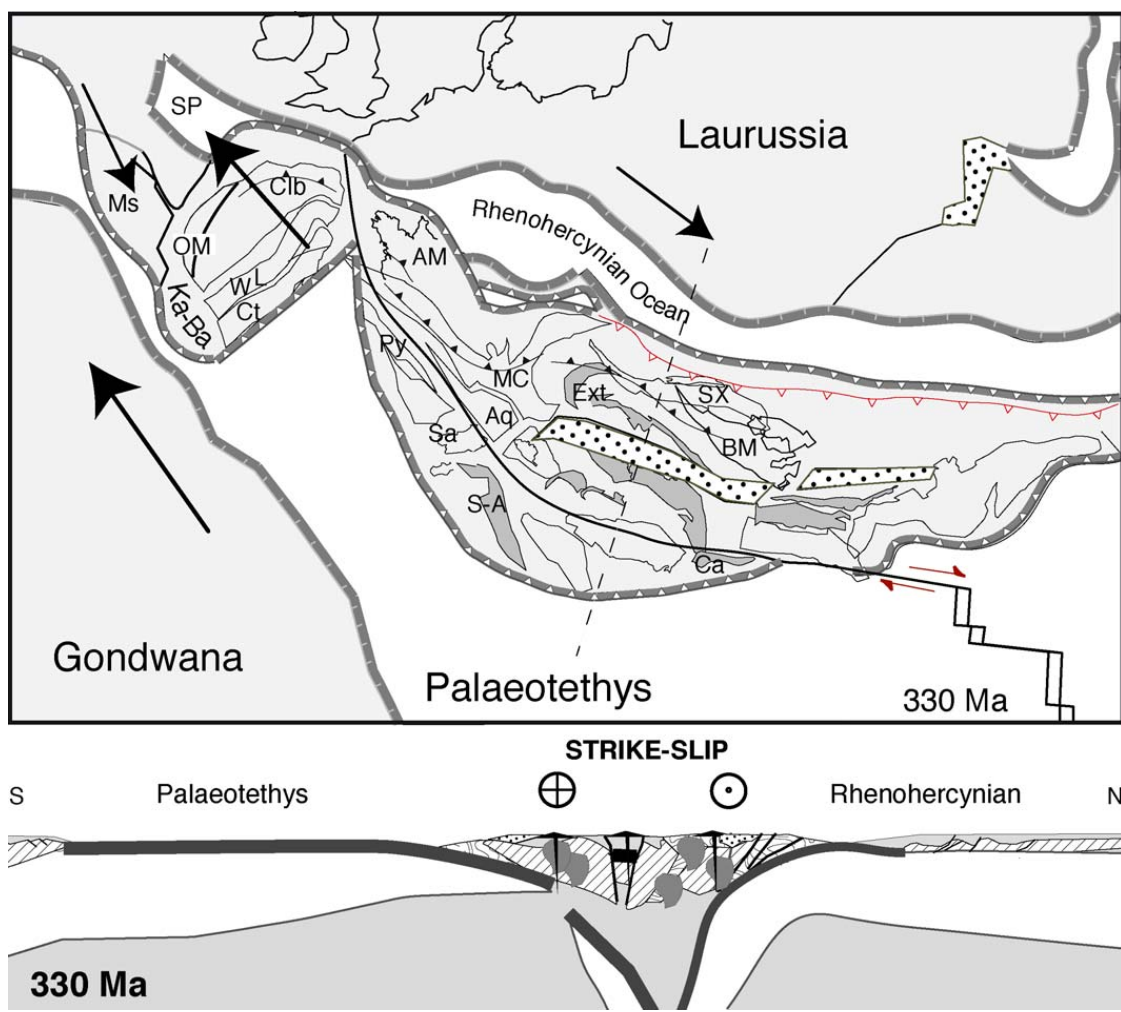 SP
Laurussia
Ms
Clb
Rhenohercynian Ocean
OM
AM
WL
Ka-Ba
Ct
Py
MC
Ext
SX
Aq
Sa
BM
S-A
Ca
Gondwana
Palaeotethys
330 Ma
STRIKE-SLIP
S
Palaeotethys
Rhenohercynian
N
330 Ma